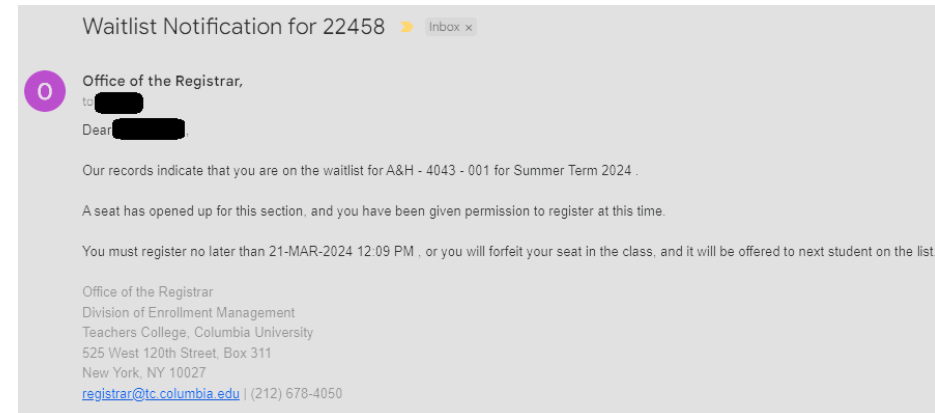 Waitlist Notification for 22458 Inbox x
O
Office of the Registrar,
to
Dear ,
Our records indicate that you are on the waitlist for A&H - 4043 - 001 for Summer Term 2024 .
A seat has opened up for this section, and you have been given permission to register at this time.
You must register no later than 21-MAR-2024 12:09 PM , or you will forfeit your seat in the class, and it will be offered to next student on the list
Office of the Registrar
Division of Enrollment Management
Teachers College, Columbia University
525 West 120th Street, Box 311
New York, NY 10027
registrar@tc.columbia.edu | (212) 678-4050